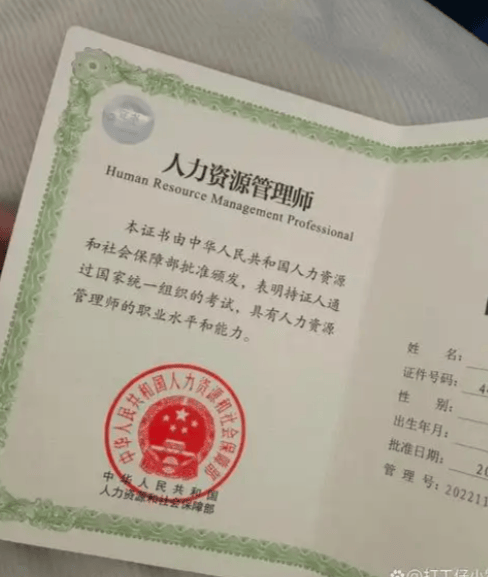 人力资源管理师
Human Resource Management Professional
本证书由中华人民共和国人力资源
和社会保障部批准颁发，表明持证人通
过国家统一组织的考试，具有人力资源
管理师的职业水平和能力。
中华人民共和国人力资源和社会保障部
中华人民共和国
人力资源和社会保障部
姓 名：
证件号码：4
性 别：
出生年月：
批准日期：20
管 理 号：202211